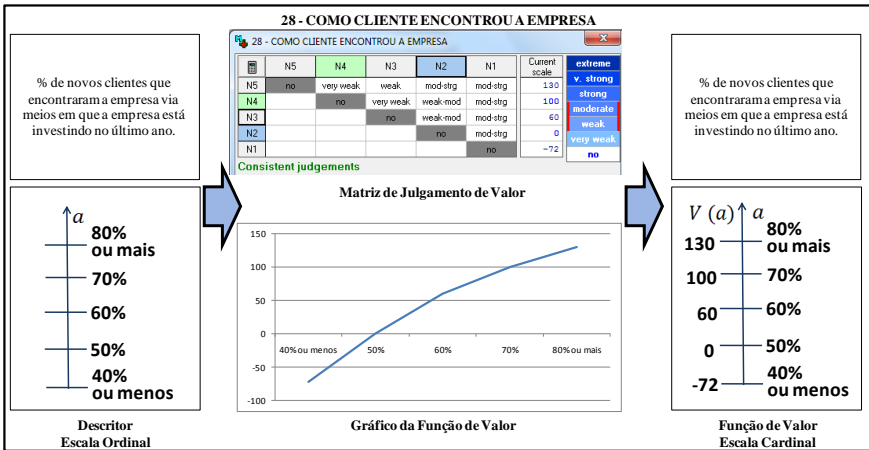 28 - COMO CLIENTE ENCONTROU A EMPRESA
% de novos clientes que
encontraram a empresa via
meios em que a empresa está
investindo no último ano.
a
80%
ou mais
70%
60%
50%
40%
ou menos
Descritor
Escala Ordinal
28 - COMO CLIENTE ENCONTROU A EMPRESA
N5 N4 N3 N2 N1 Current scale
N5 no very weak weak mod-strg mod-strg 130
N4 no very weak weak-mod mod-strg 100
N3 no weak-mod mod-strg 60
N2 no mod-strg 0
N1 no -72
extreme
v. strong
strong
moderate
weak
very weak
no
Consistent judgements
Matriz de Julgamento de Valor
150
100
50
0
-50
-100
40% ou menos 50% 60% 70% 80% ou mais
Gráfico da Função de Valor
% de novos clientes que
encontraram a empresa via
meios em que a empresa está
investindo no último ano.
V (a) a
130 80%
ou mais
100 70%
60 60%
0 50%
-72 40%
ou menos
Função de Valor
Escala Cardinal